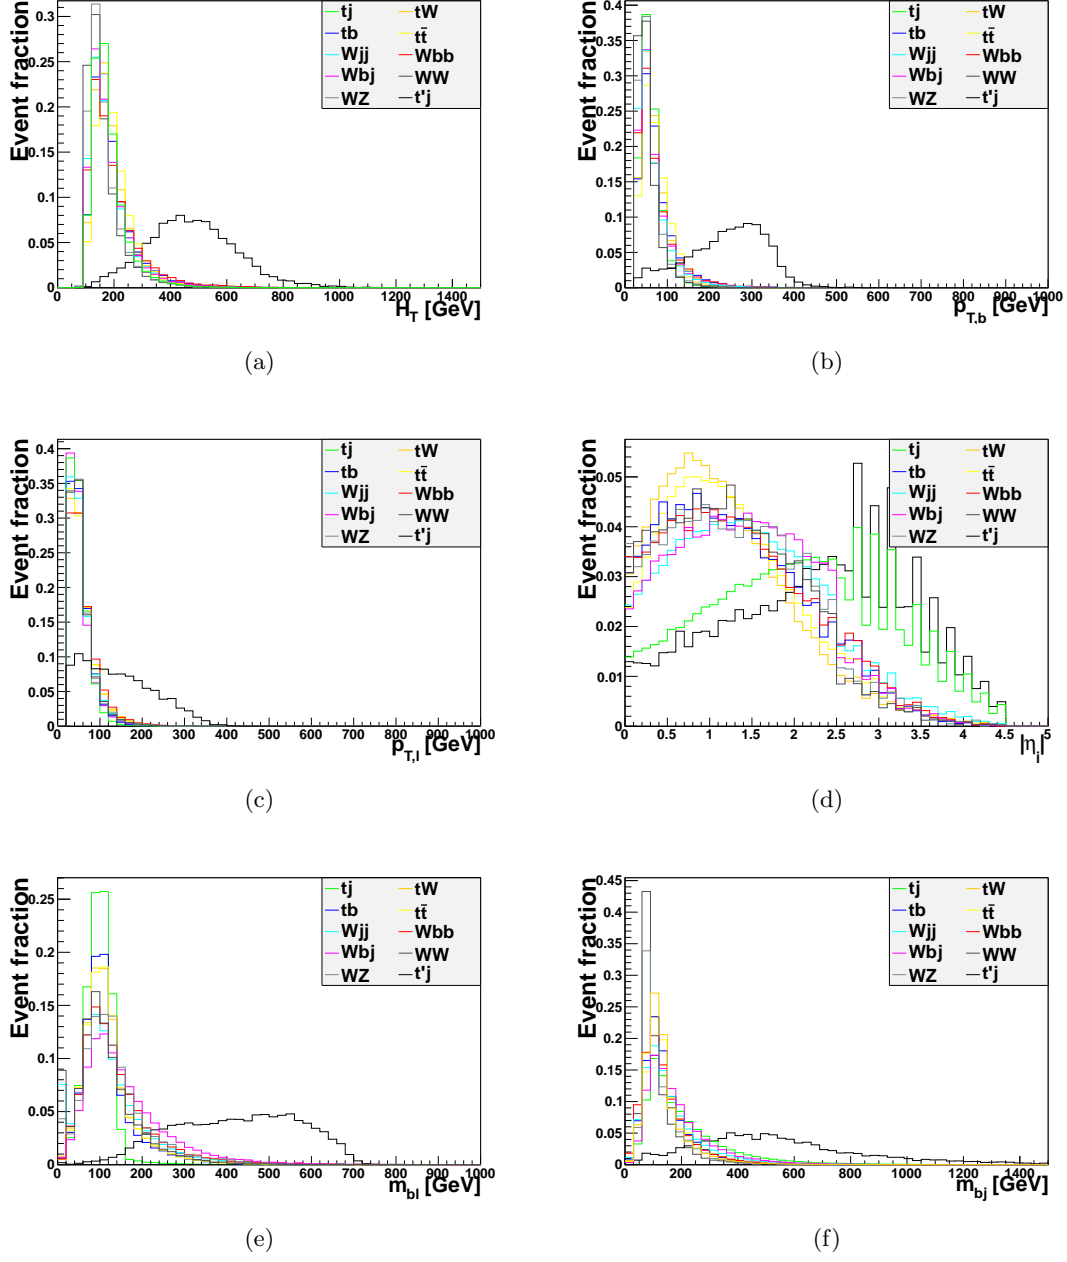 Event fraction
0.3
0.25
0.2
0.15
0.1
0.05
0
tj tW
tb tt̄
Wjj Wbb
Wbj WW
WZ t'j
0 200 400 600 800 1000 1200 1400
H_T [GeV]
(a)
Event fraction
0.4
0.35
0.3
0.25
0.2
0.15
0.1
0.05
0
tj tW
tb tt̄
Wjj Wbb
Wbj WW
WZ t'j
0 100 200 300 400 500 600 700 800 900 1000
p_T,b [GeV]
(b)
Event fraction
0.4
0.35
0.3
0.25
0.2
0.15
0.1
0.05
0
tj tW
tb tt̄
Wjj Wbb
Wbj WW
WZ t'j
0 100 200 300 400 500 600 700 800 900 1000
p_T,l [GeV]
(c)
Event fraction
0.05
0.04
0.03
0.02
0.01
0
tj tW
tb tt̄
Wjj Wbb
Wbj WW
WZ t'j
0 0.5 1 1.5 2 2.5 3 3.5 4 4.5 5
|η_j|
(d)
Event fraction
0.25
0.2
0.15
0.1
0.05
0
tj tW
tb tt̄
Wjj Wbb
Wbj WW
WZ t'j
0 100 200 300 400 500 600 700 800 900 1000
m_bl [GeV]
(e)
Event fraction
0.45
0.4
0.35
0.3
0.25
0.2
0.15
0.1
0.05
0
tj tW
tb tt̄
Wjj Wbb
Wbj WW
WZ t'j
0 200 400 600 800 1000 1200 1400
m_bj [GeV]
(f)